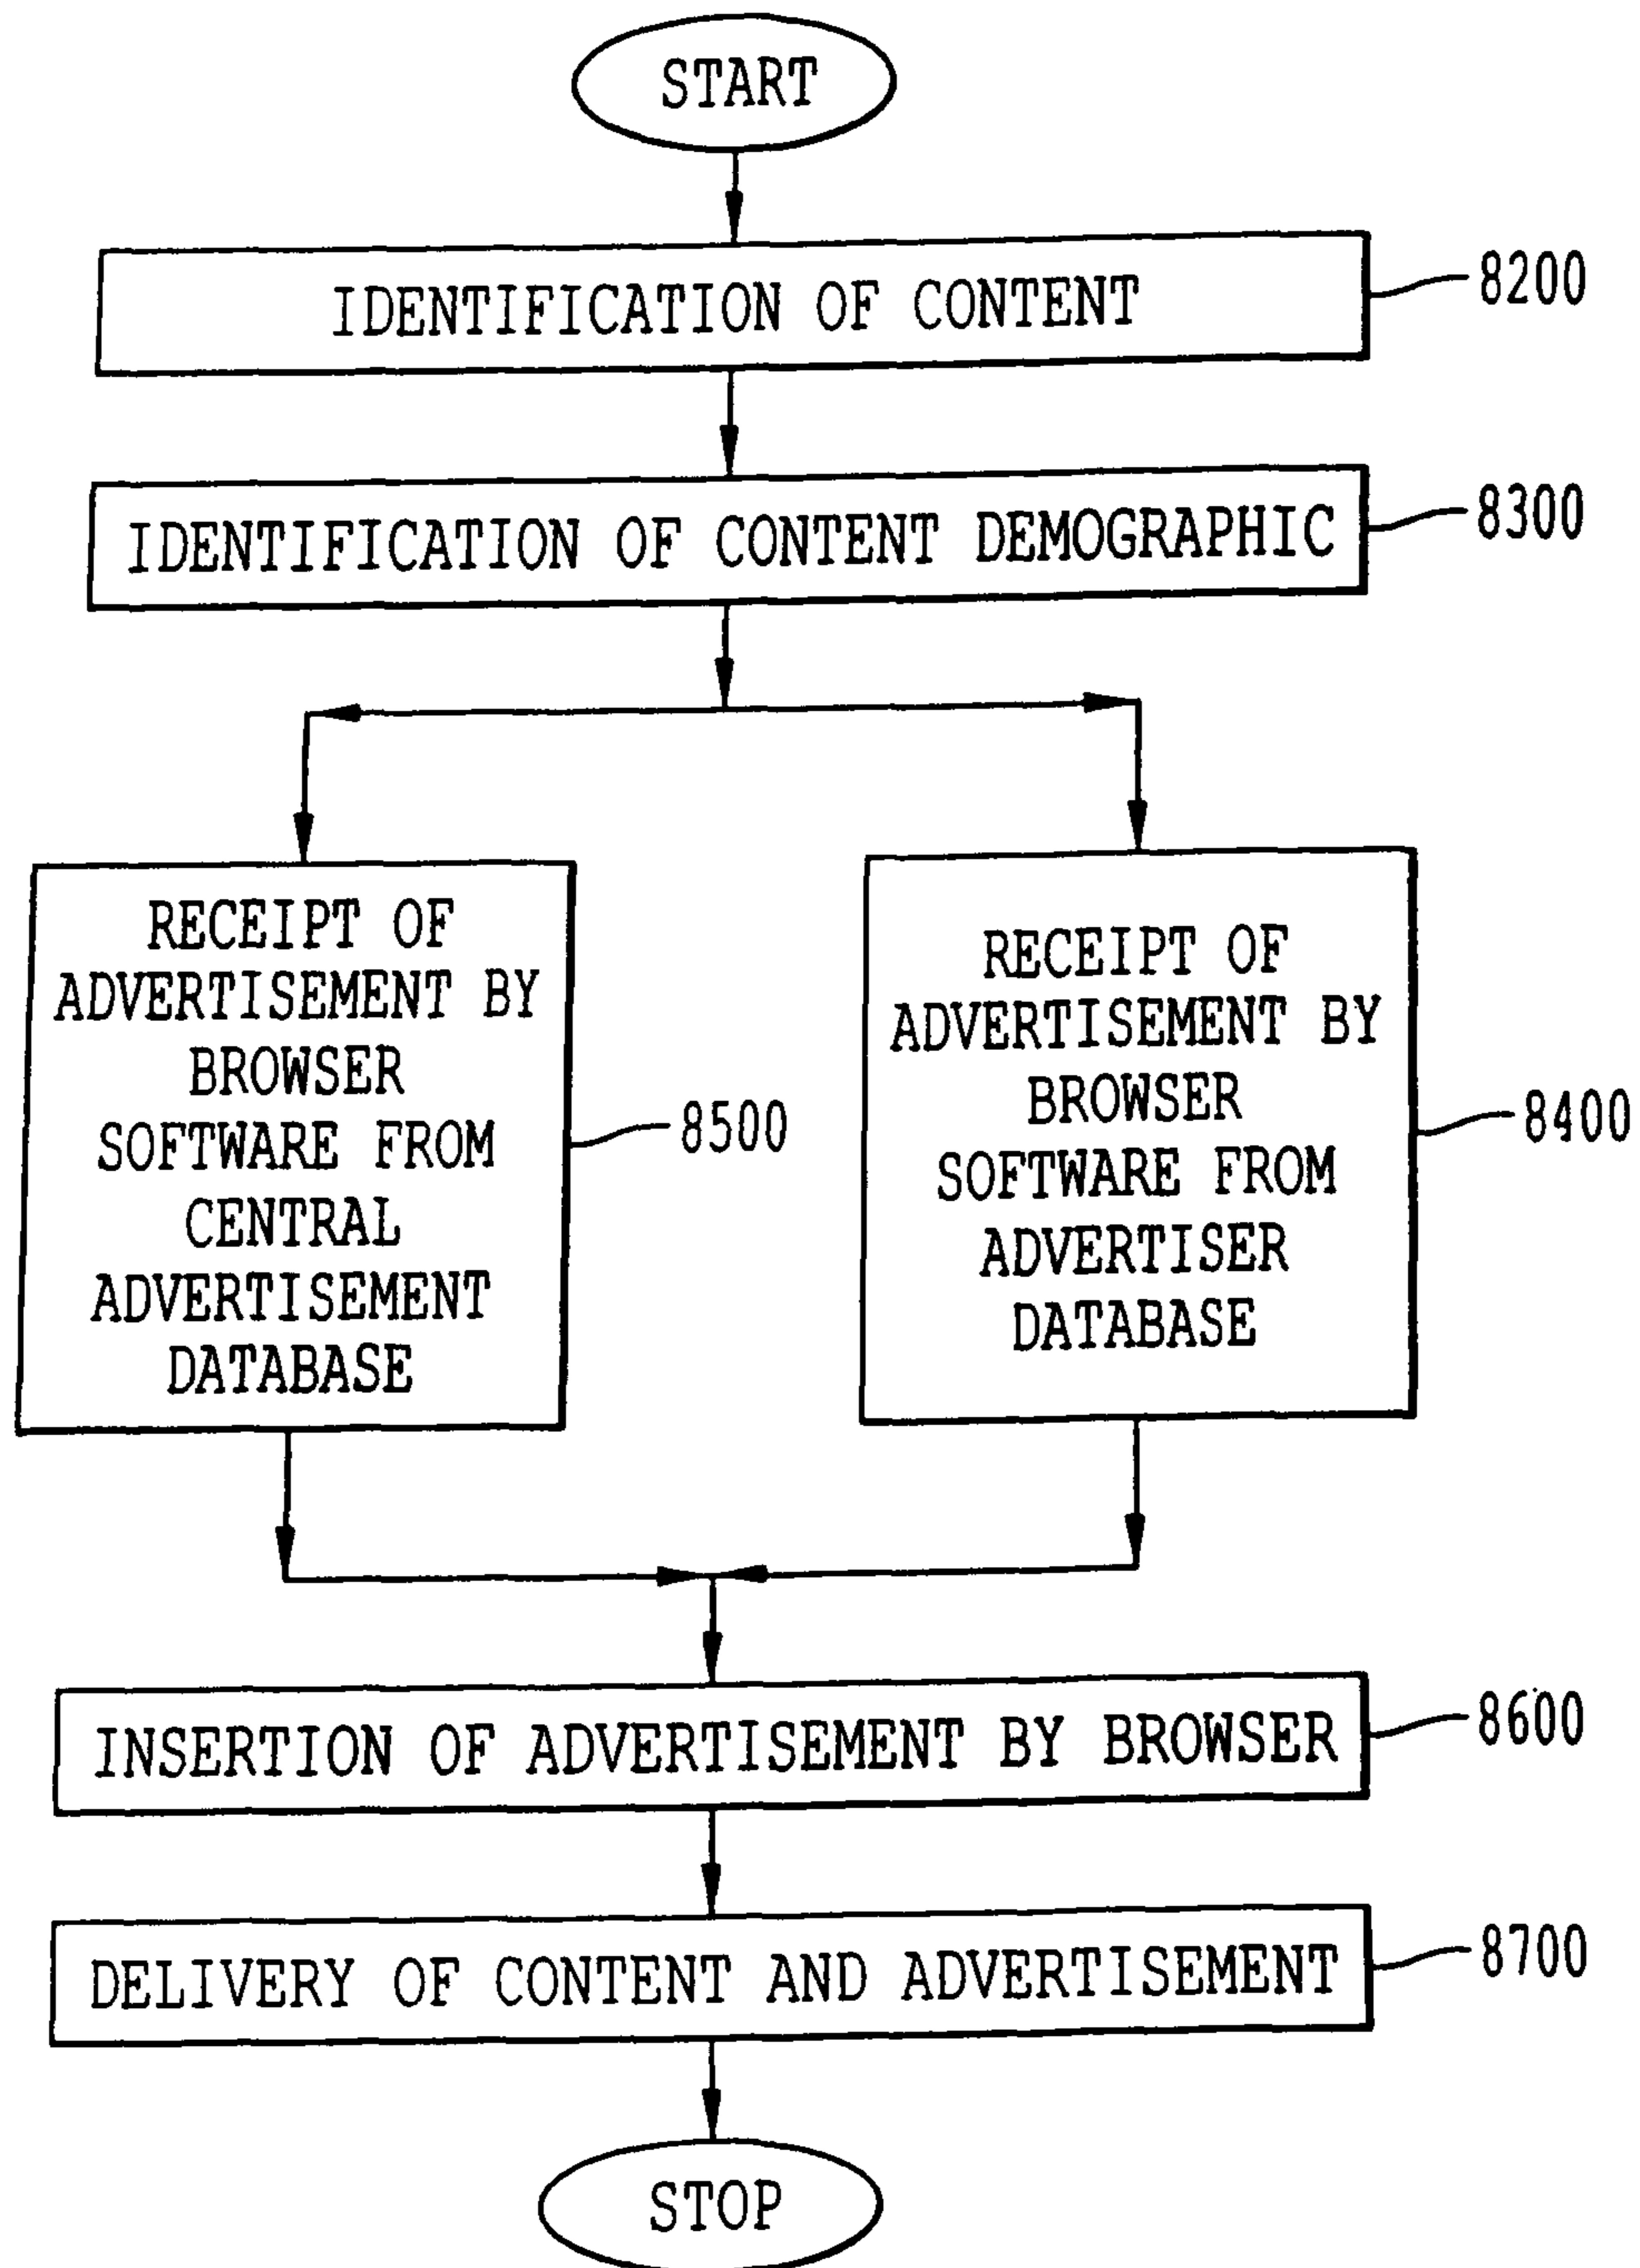 START
IDENTIFICATION OF CONTENT
8200
IDENTIFICATION OF CONTENT DEMOGRAPHIC
8300
RECEIPT OF
ADVERTISEMENT BY
BROWSER
SOFTWARE FROM
CENTRAL
ADVERTISEMENT
DATABASE
8500
RECEIPT OF
ADVERTISEMENT BY
BROWSER
SOFTWARE FROM
ADVERTISER
DATABASE
8400
INSERTION OF ADVERTISEMENT BY BROWSER
8600
DELIVERY OF CONTENT AND ADVERTISEMENT
8700
STOP